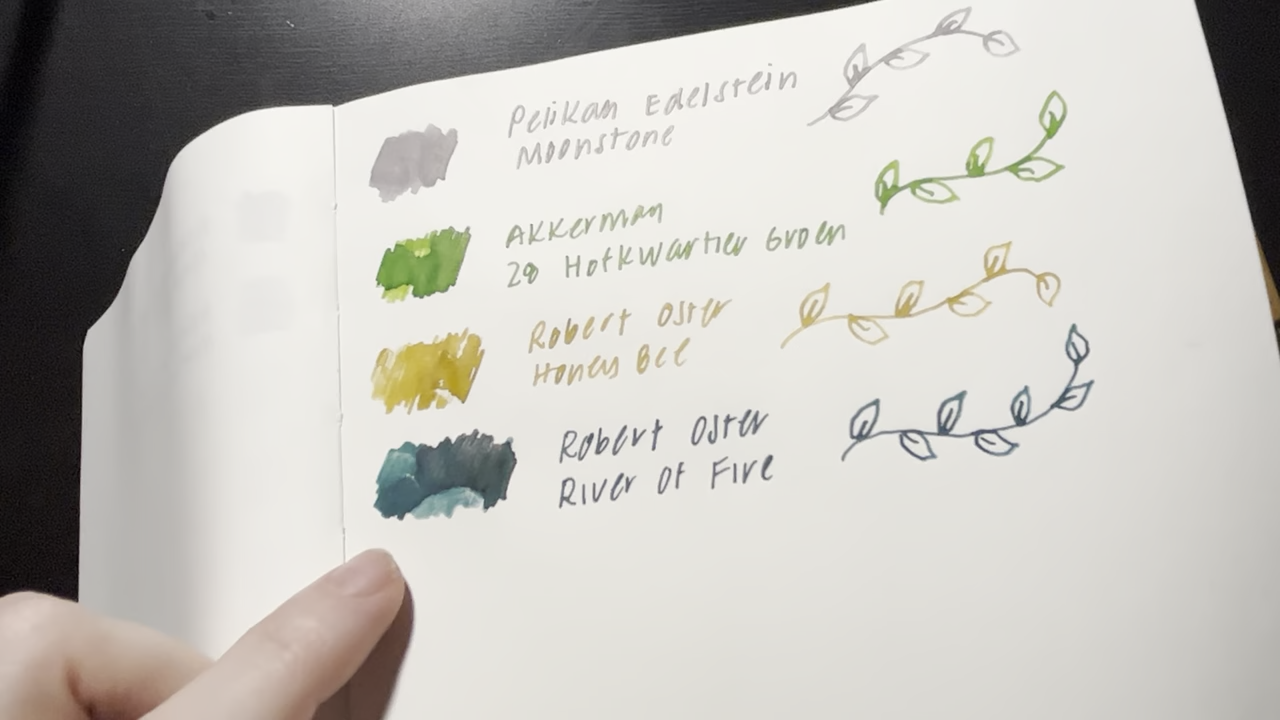 Pelikan Edelstein
Moonstone
Akkerman
28 Hofkwartier Groen
Robert Oster
Honey Bee
Robert Oster
River of Fire